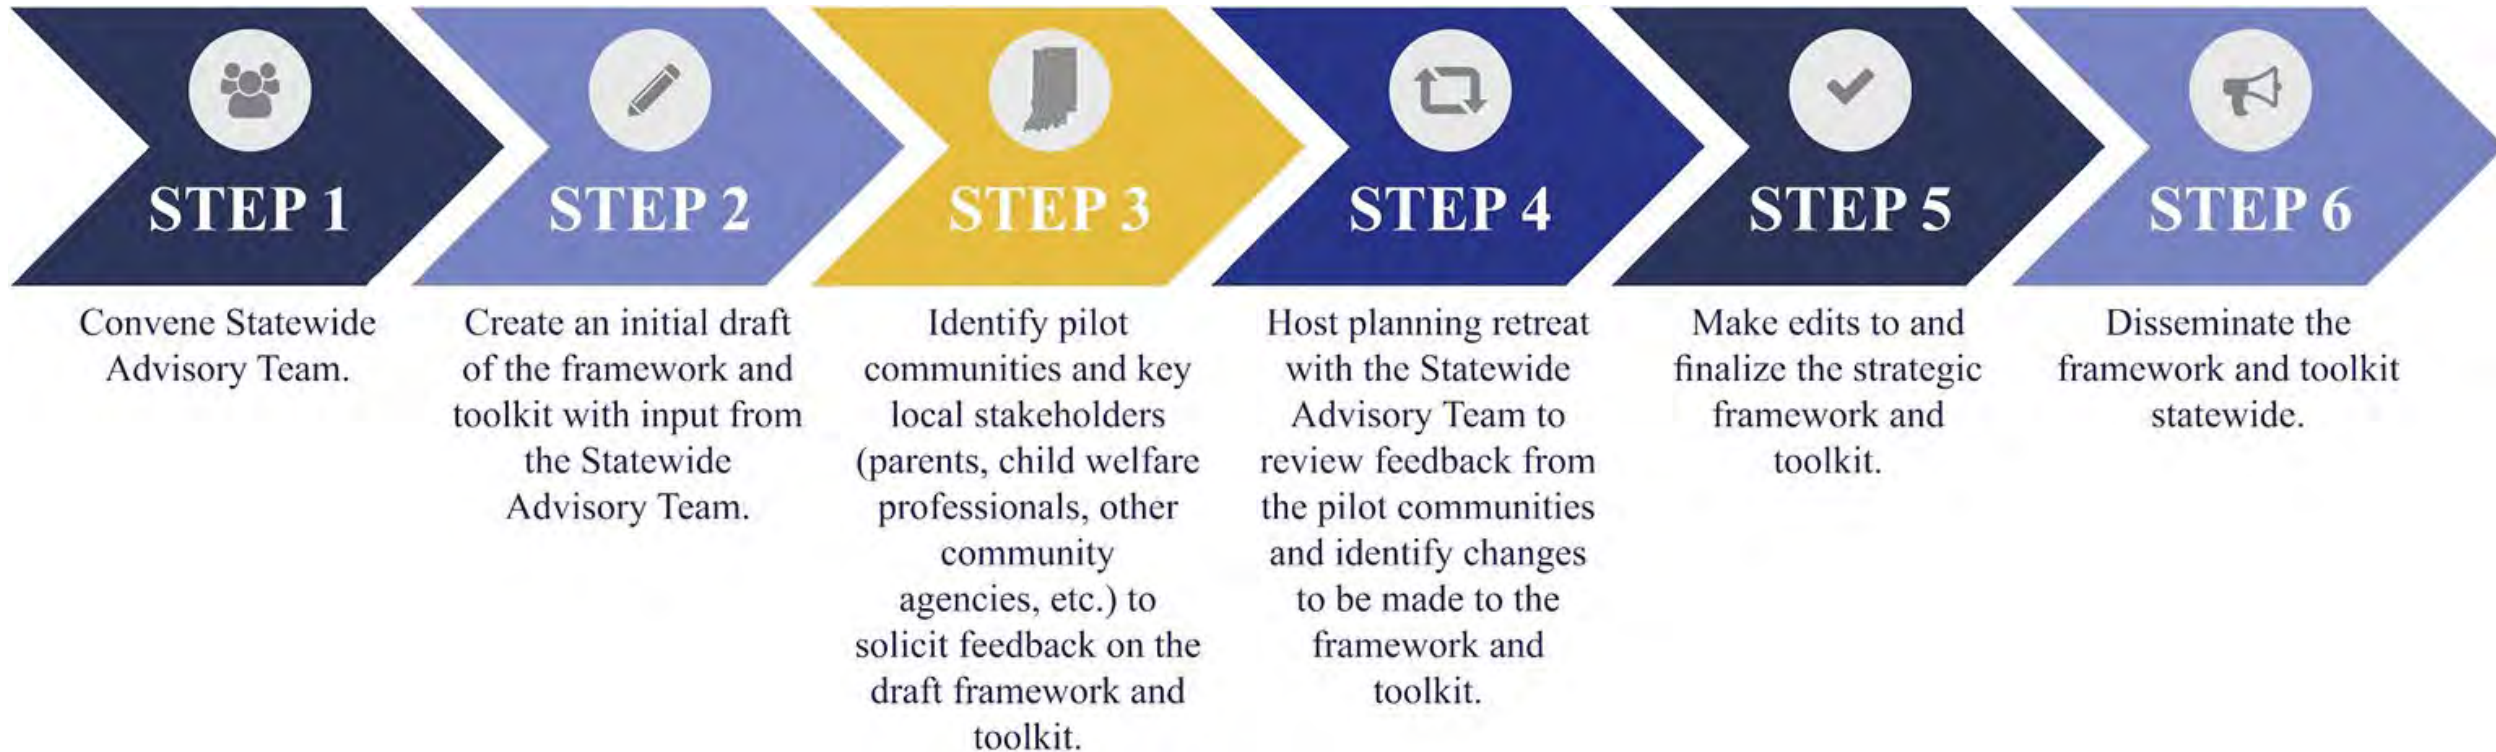 STEP 1
Convene Statewide
Advisory Team.
STEP 2
Create an initial draft
of the framework and
toolkit with input from
the Statewide
Advisory Team.
STEP 3
Identify pilot
communities and key
local stakeholders
(parents, child welfare
professionals, other
community
agencies, etc.) to
solicit feedback on the
draft framework and
toolkit.
STEP 4
Host planning retreat
with the Statewide
Advisory Team to
review feedback from
the pilot communities
and identify changes
to be made to the
framework and
toolkit.
STEP 5
Make edits to and
finalize the strategic
framework and
toolkit.
STEP 6
Disseminate the
framework and toolkit
statewide.